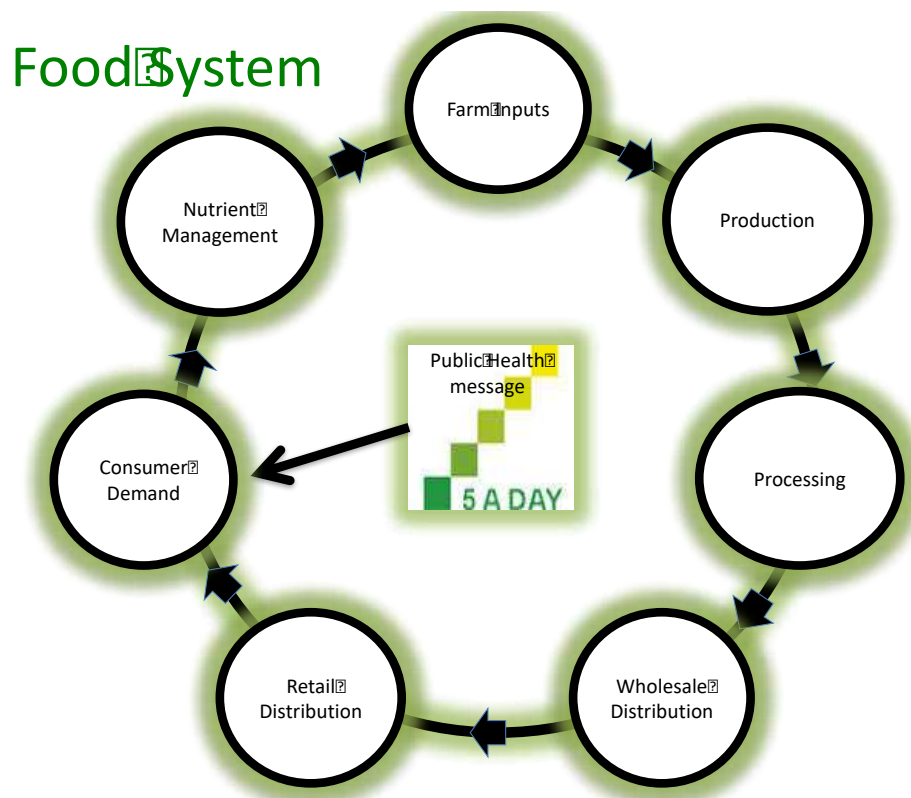 Food System
Farm Inputs
Production
Processing
Wholesale
Distribution
Retail
Distribution
Consumer
Demand
Nutrient
Management
Public Health
message
5 A DAY